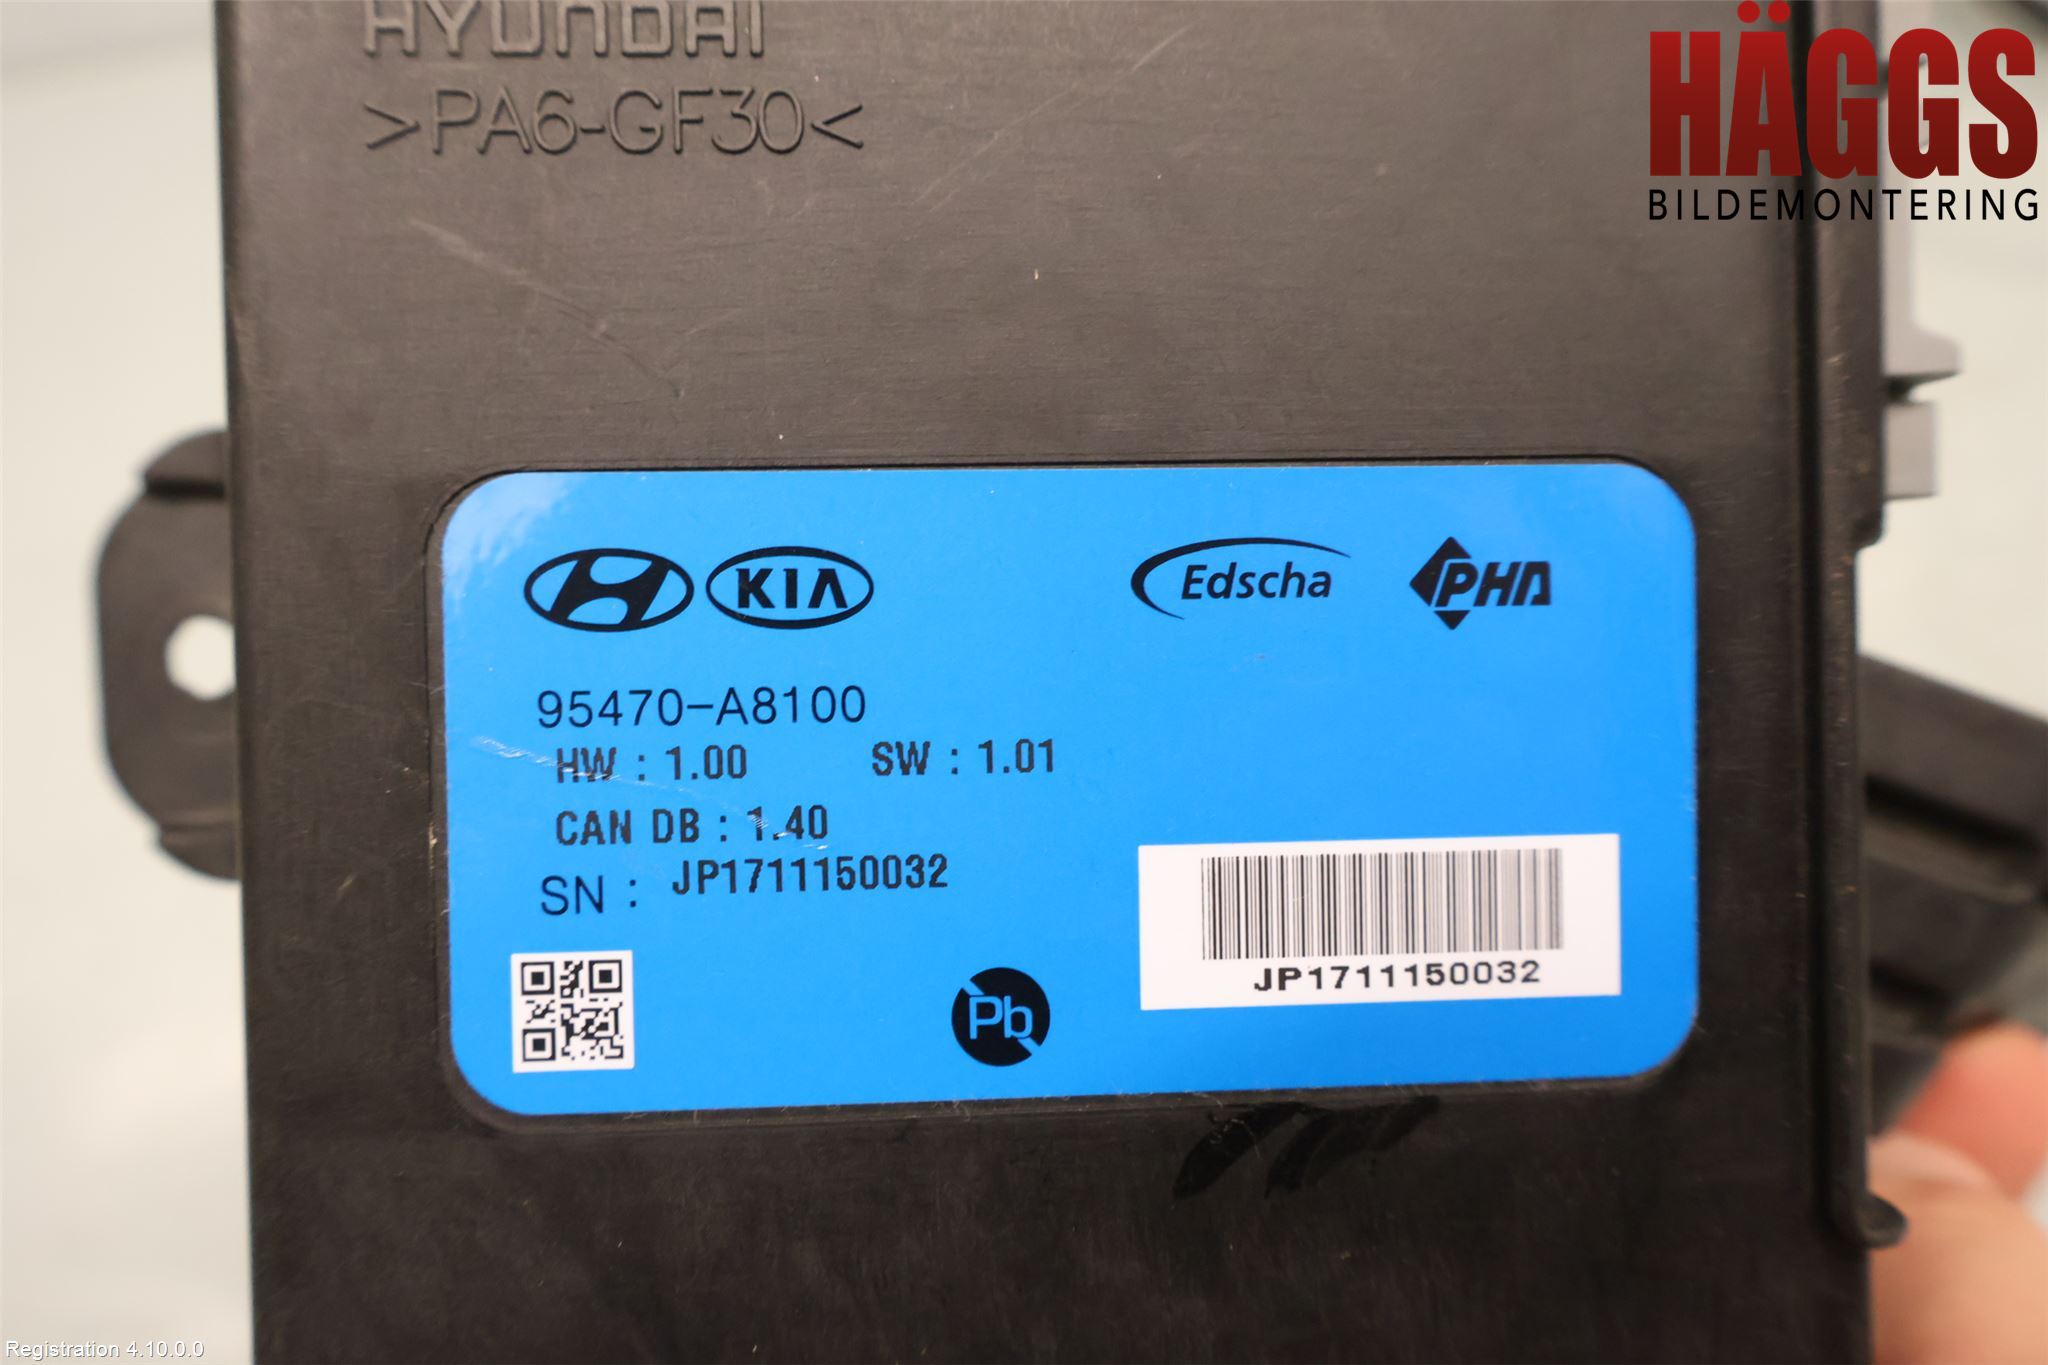 HYUNDAI
>PA6-GF30<
HÄGGS
BILDEMONTERING
KIA
Edscha
PHA
95470-A8100
HW : 1.00 SW : 1.01
CAN DB : 1.40
SN : JP1711150032
JP1711150032
Pb
Registration 4.10.0.0